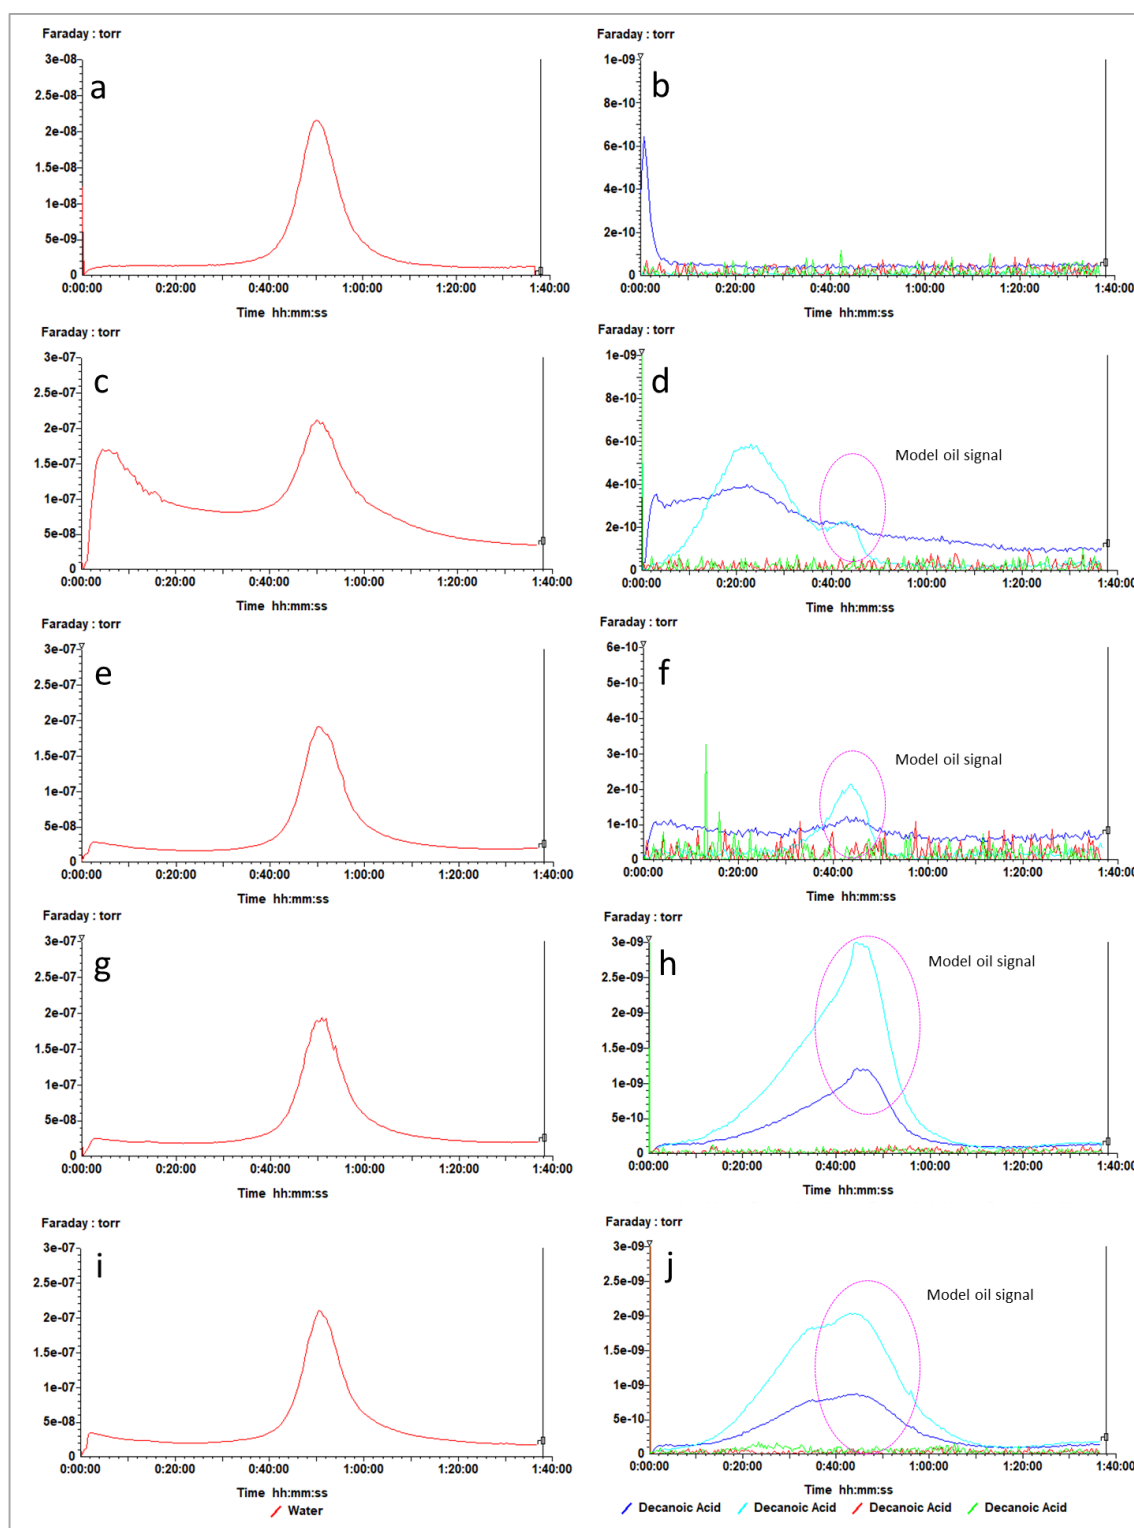 Faraday : torr
3e-08
2.5e-08
2e-08
1.5e-08
1e-08
5e-09
0
a
0:00:00 0:20:00 0:40:00 1:00:00 1:20:00 1:40:00
Time hh:mm:ss
Faraday : torr
1e-09
8e-10
6e-10
4e-10
2e-10
0
b
0:00:00 0:20:00 0:40:00 1:00:00 1:20:00 1:40:00
Time hh:mm:ss
Faraday : torr
3e-07
2.5e-07
2e-07
1.5e-07
1e-07
5e-08
0
c
0:00:00 0:20:00 0:40:00 1:00:00 1:20:00 1:40:00
Time hh:mm:ss
Faraday : torr
1e-09
8e-10
6e-10
4e-10
2e-10
0
d
Model oil signal
0:00:00 0:20:00 0:40:00 1:00:00 1:20:00 1:40:00
Time hh:mm:ss
Faraday : torr
3e-07
2.5e-07
2e-07
1.5e-07
1e-07
5e-08
0
e
0:00:00 0:20:00 0:40:00 1:00:00 1:20:00 1:40:00
Time hh:mm:ss
Faraday : torr
6e-10
5e-10
4e-10
3e-10
2e-10
1e-10
0
f
Model oil signal
0:00:00 0:20:00 0:40:00 1:00:00 1:20:00 1:40:00
Time hh:mm:ss
Faraday : torr
3e-07
2.5e-07
2e-07
1.5e-07
1e-07
5e-08
0
g
0:00:00 0:20:00 0:40:00 1:00:00 1:20:00 1:40:00
Time hh:mm:ss
Faraday : torr
3e-09
2.5e-09
2e-09
1.5e-09
1e-09
5e-10
0
h
Model oil signal
0:00:00 0:20:00 0:40:00 1:00:00 1:20:00 1:40:00
Time hh:mm:ss
Faraday : torr
3e-07
2.5e-07
2e-07
1.5e-07
1e-07
5e-08
0
i
0:00:00 0:20:00 0:40:00 1:00:00 1:20:00 1:40:00
Time hh:mm:ss
Water
Faraday : torr
3e-09
2.5e-09
2e-09
1.5e-09
1e-09
5e-10
0
j
Model oil signal
0:00:00 0:20:00 0:40:00 1:00:00 1:20:00 1:40:00
Time hh:mm:ss
Decanoic Acid Decanoic Acid Decanoic Acid Decanoic Acid